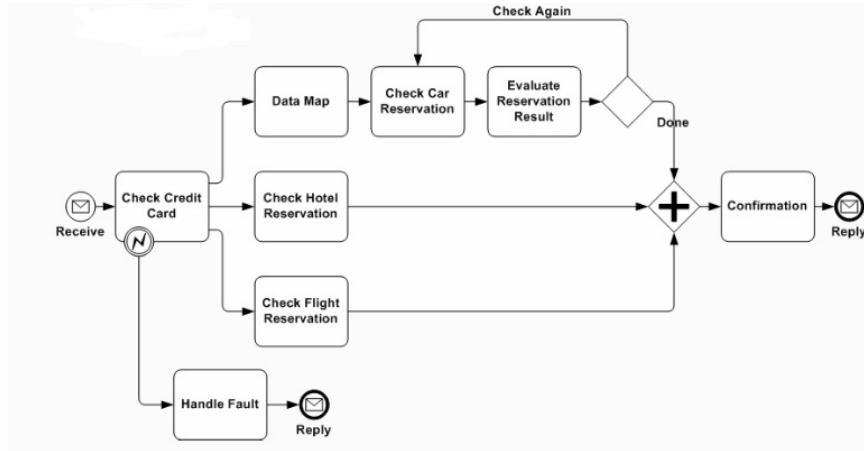 Check Again
Data Map
Check Car
Reservation
Evaluate
Reservation
Result
Done
Receive
Check Credit
Card
Check Hotel
Reservation
Confirmation
Reply
Check Flight
Reservation
Handle Fault
Reply